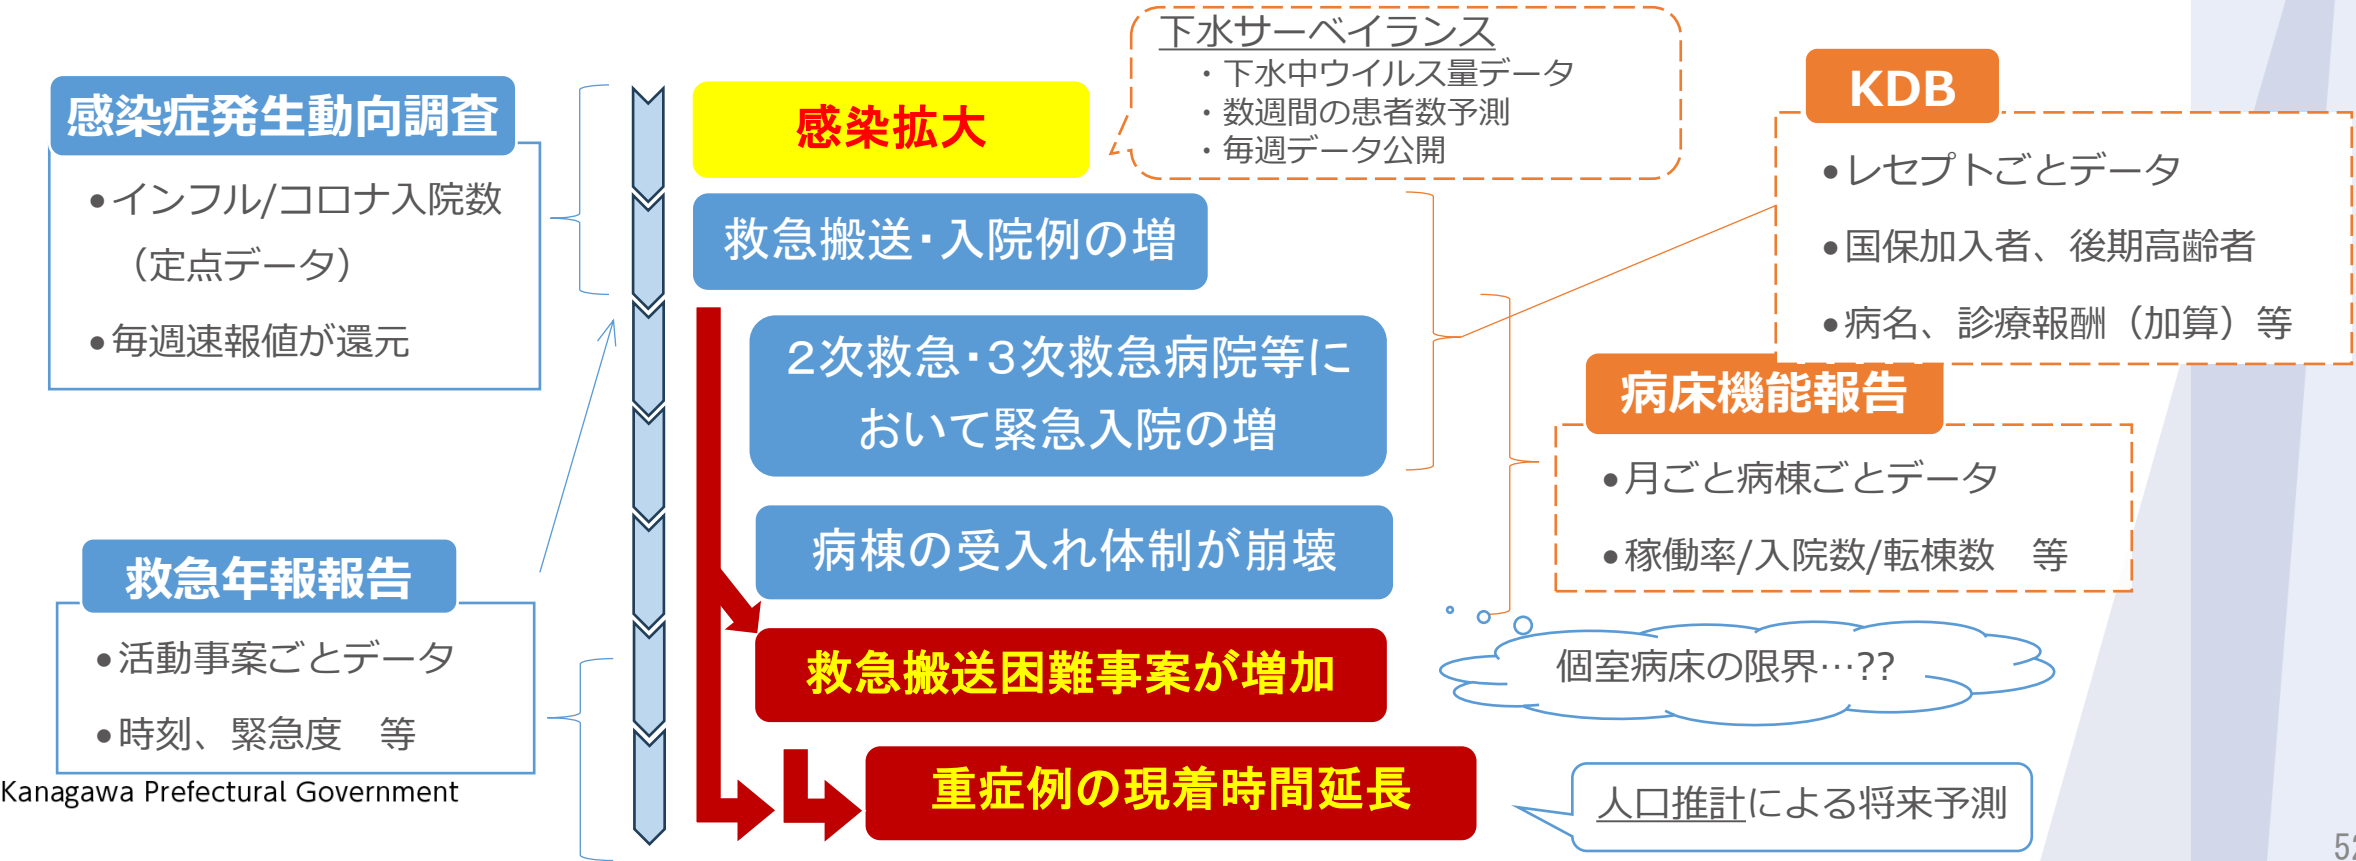 感染症発生動向調査
•インフル/コロナ入院数
（定点データ）
•毎週速報値が還元
救急年報報告
•活動事案ごとデータ
•時刻、緊急度　等
Kanagawa Prefectural Government
感染拡大
救急搬送・入院例の増
２次救急・３次救急病院等に
おいて緊急入院の増
病棟の受入れ体制が崩壊
救急搬送困難事案が増加
重症例の現着時間延長
下水サーベイランス
・下水中ウイルス量データ
・数週間の患者数予測
・毎週データ公開
KDB
•レセプトごとデータ
•国保加入者、後期高齢者
•病名、診療報酬（加算）等
病床機能報告
•月ごと病棟ごとデータ
•稼働率/入院数/転棟数　等
個室病床の限界…??
人口推計による将来予測